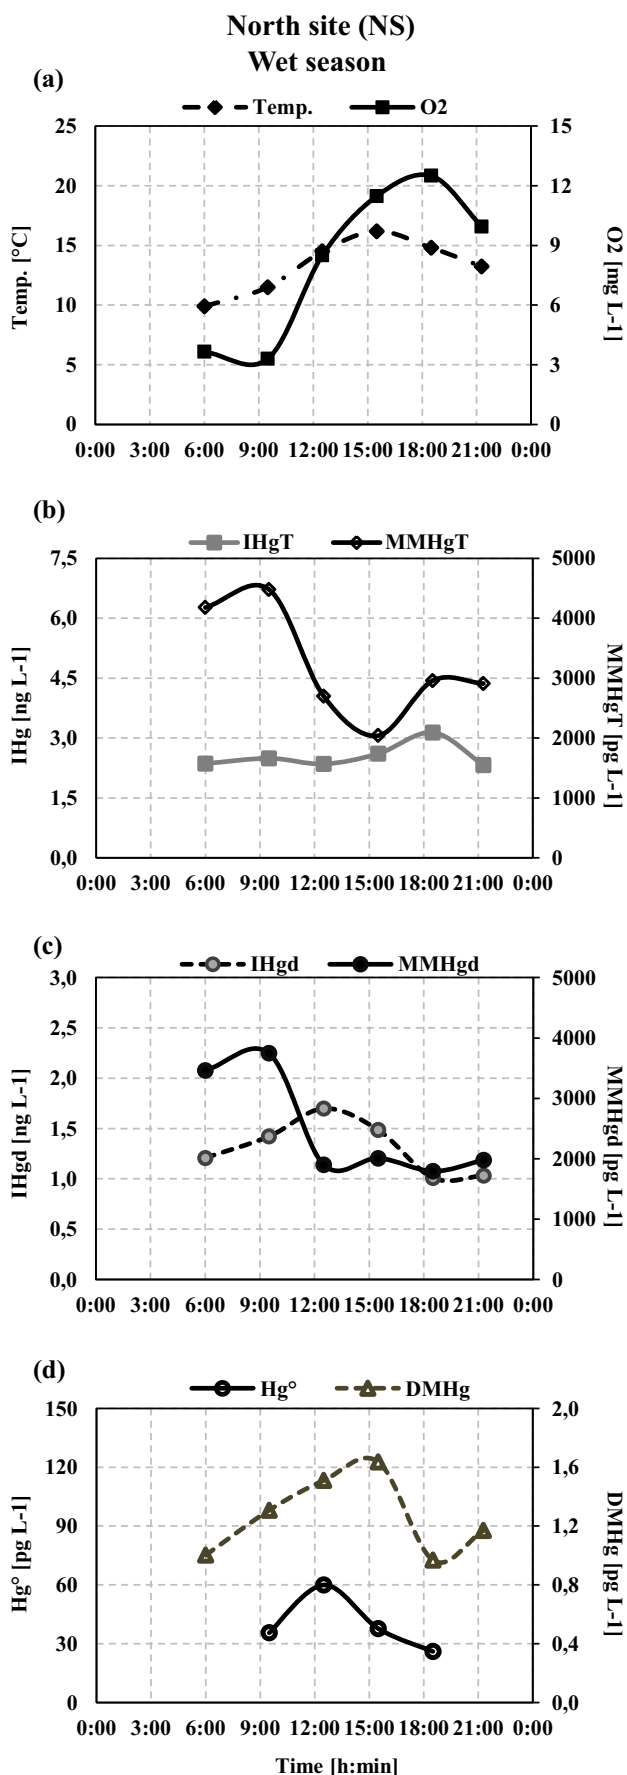 North site (NS)
Wet season
(a)
Temp. O2
25 15
20 12
15 9
10 6
5 3
0 0
Temp. [°C]
O2 [mg L-1]
0:00 3:00 6:00 9:00 12:00 15:00 18:00 21:00 0:00
(b)
IHgT MMHgT
7,5 5000
6,0 4000
4,5 3000
3,0 2000
1,5 1000
0,0 0
IHg [ng L-1]
MMHgT [pg L-1]
0:00 3:00 6:00 9:00 12:00 15:00 18:00 21:00 0:00
(c)
IHgd MMHgd
3,0 5000
2,5 4000
2,0 3000
1,5 2000
1,0 1000
0,5 0
0,0
IHgd [ng L-1]
MMHgd [pg L-1]
0:00 3:00 6:00 9:00 12:00 15:00 18:00 21:00 0:00
(d)
Hg° DMHg
150 2,0
120 1,6
90 1,2
60 0,8
30 0,4
0 0,0
Hg° [pg L-1]
DMHg [pg L-1]
0:00 3:00 6:00 9:00 12:00 15:00 18:00 21:00 0:00
Time [h:min]